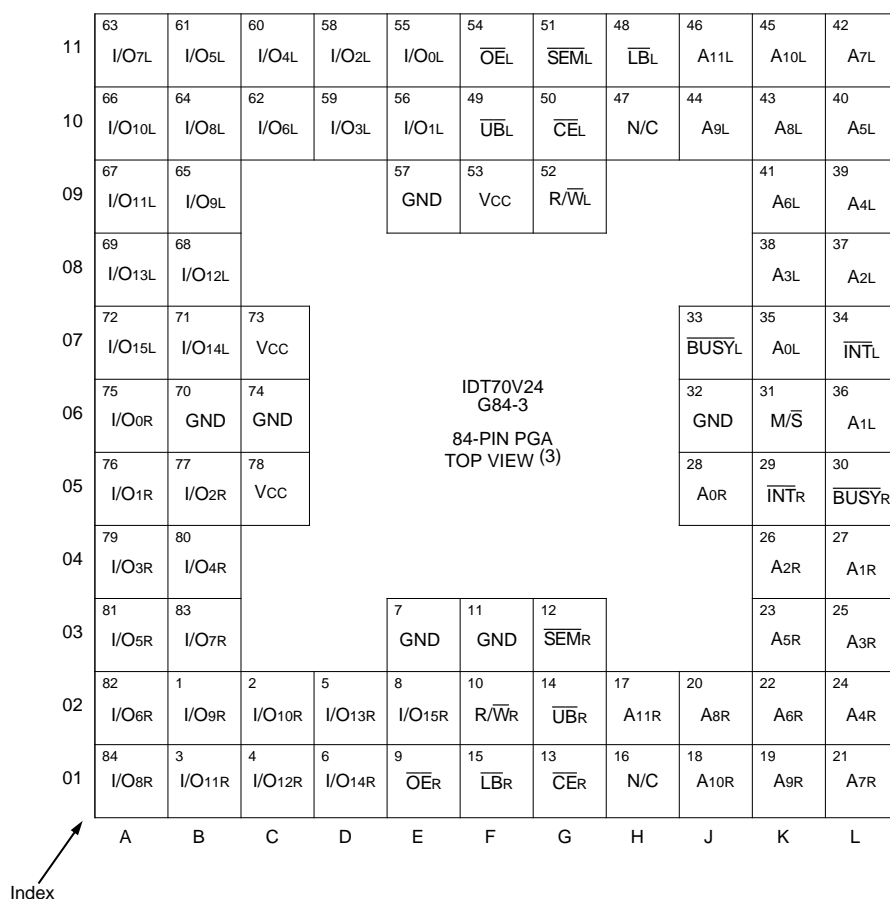 63 61 60 58 55 54 51 48 46 45 42
11 I/O7L I/O5L I/O4L I/O2L I/O0L OEL SEML LBL A11L A10L A7L
66 64 62 59 56 49 50 47 44 43 40
10 I/O10L I/O8L I/O6L I/O3L I/O1L UBL CEL N/C A9L A8L A5L
67 65 57 53 52 41 39
09 I/O11L I/O9L GND VCC R/WL A6L A4L
69 68 38 37
08 I/O13L I/O12L A3L A2L
72 71 73 33 35 34
07 I/O15L I/O14L VCC BUSYL A0L INTL
75 70 74 32 31 36
06 I/O0R GND GND GND M/S A1L
IDT70V24
G84-3
84-PIN PGA
TOP VIEW (3)
76 77 78 28 29 30
05 I/O1R I/O2R VCC A0R INTR BUSYR
79 80 26 27
04 I/O3R I/O4R A2R A1R
81 83 7 11 12 23 25
03 I/O5R I/O7R GND GND SEMR A5R A3R
82 1 2 5 8 10 14 17 20 22 24
02 I/O6R I/O9R I/O10R I/O13R I/O15R R/WR UBR A11R A8R A6R A4R
84 3 4 6 9 15 13 16 18 19 21
01 I/O8R I/O11R I/O12R I/O14R OER LBR CER N/C A10R A9R A7R
A B C D E F G H J K L
Index